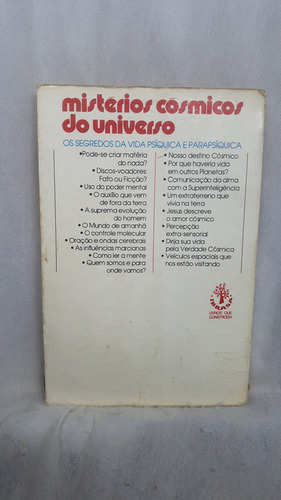 mistérios cósmicos
do universo
OS SEGREDOS DA VIDA PSÍQUICA E PARAPSÍQUICA
•Pode-se criar matéria
do nada?
• Discos-voadores:
Fato ou Ficção?
• Uso do poder mental
• O auxílio que vem
de fora da terra
• A suprema evolução
do homem
• O Mundo de amanhã
• O controle molecular
• Oração e ondas cerebrais
• As influências marcianas
• Como ler a mente
• Quem somos e para
onde vamos?
• Nosso destino Cósmico
• Por que haveria vida
em outros Planetas?
• Comunicação da alma
com a Superinteligência
• Um extraterreno que
vivia na terra
• Jesus descreve
o amor cósmico
• Percepção
extra-sensorial
• Dirija sua vida
pela Verdade Cósmica
• Veículos espaciais que
nos estão visitando
IBRASA
LIVROS QUE
CONSTROEM